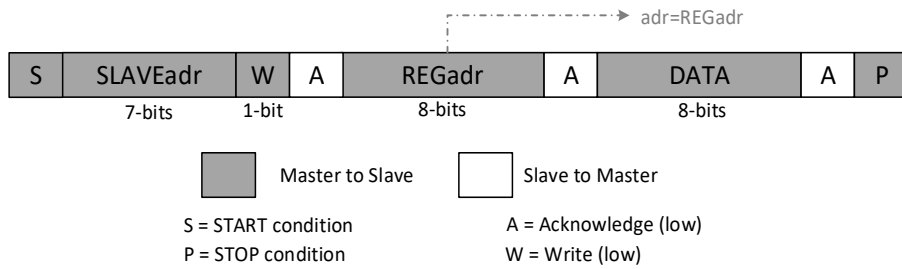 adr=REGadr
S SLAVEadr W A REGadr A DATA A P
7-bits 1-bit 8-bits 8-bits
Master to Slave Slave to Master
S = START condition A = Acknowledge (low)
P = STOP condition W = Write (low)